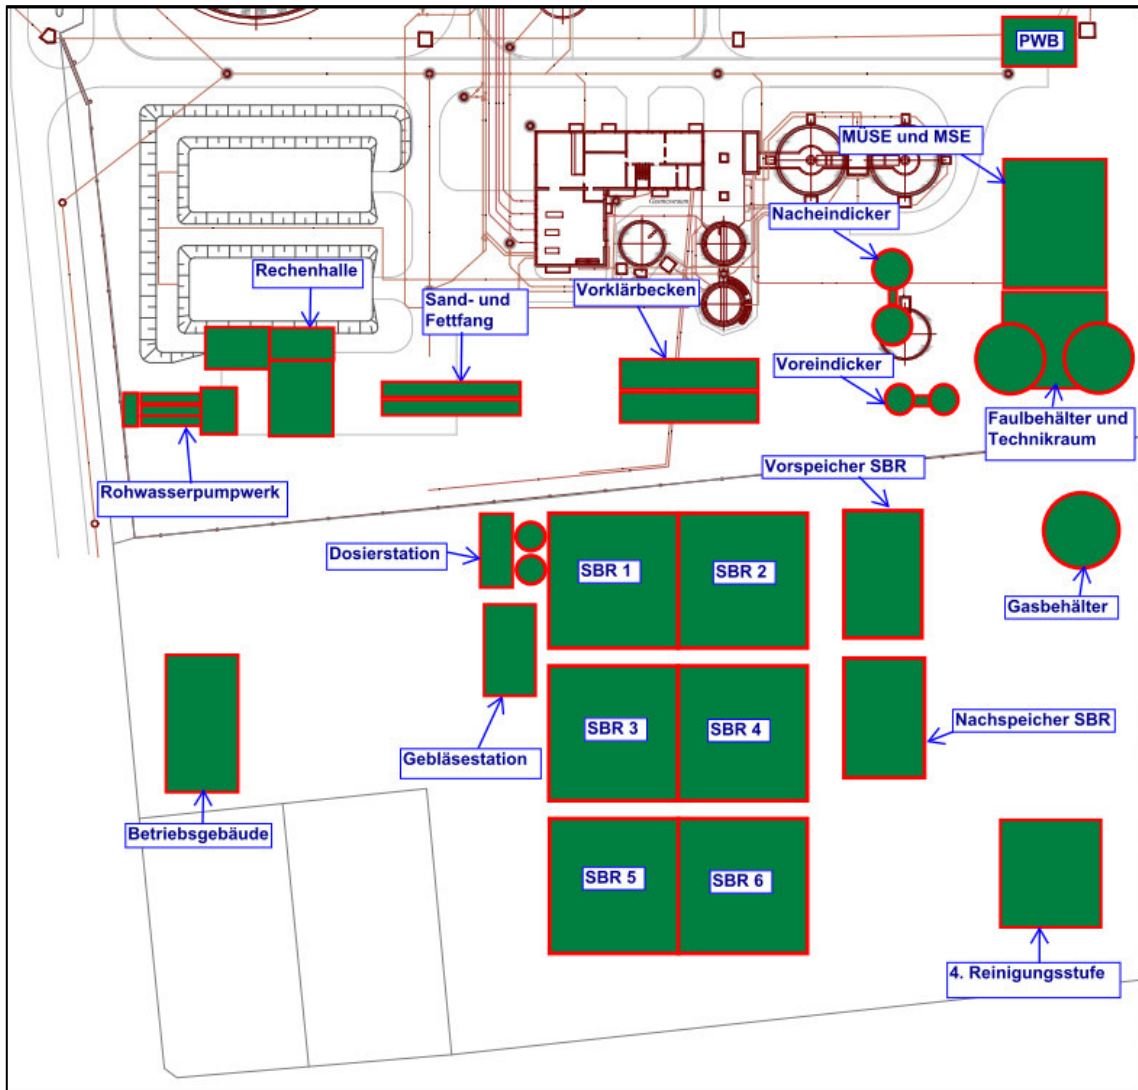 PWB
MÜSE und MSE
Nacheindicker
Rechenhalle
Sand- und
Fettfang
Vorklärbecken
Voreindicker
Faulbehälter und
Technikraum
Vorspeicher SBR
Rohwasserpumpwerk
Dosierstation
SBR 1
SBR 2
Gasbehälter
SBR 3
SBR 4
Nachspeicher SBR
Gebläsestation
Betriebsgebäude
SBR 5
SBR 6
4. Reinigungsstufe